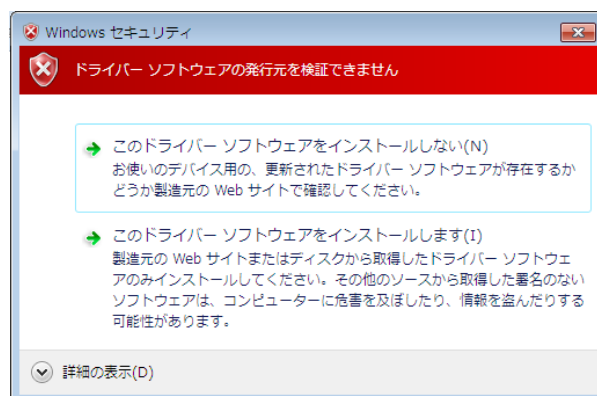 Windows セキュリティ
ドライバー ソフトウェアの発行元を検証できません
このドライバー ソフトウェアをインストールしない(N)
お使いのデバイス用の、更新されたドライバー ソフトウェアが存在するか
どうか製造元の Web サイトで確認してください。
このドライバー ソフトウェアをインストールします(I)
製造元の Web サイトまたはディスクから取得したドライバー ソフトウェ
アのみインストールしてください。その他のソースから取得した署名のない
ソフトウェアは、コンピューターに危害を及ぼしたり、情報を盗んだりする
可能性があります。
詳細の表示(D)